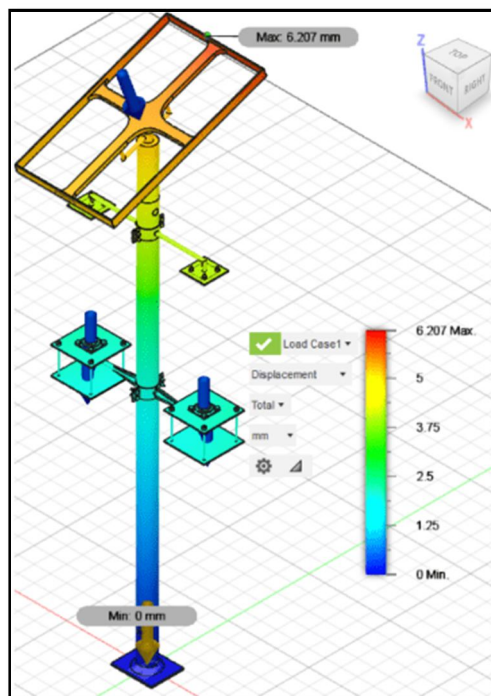 Max: 6.207 mm
Z
TOP
FRONT
RIGHT
X
Load Case1
Displacement
Total
mm
6.207 Max.
5
3.75
2.5
1.25
0 Min.
Min: 0 mm